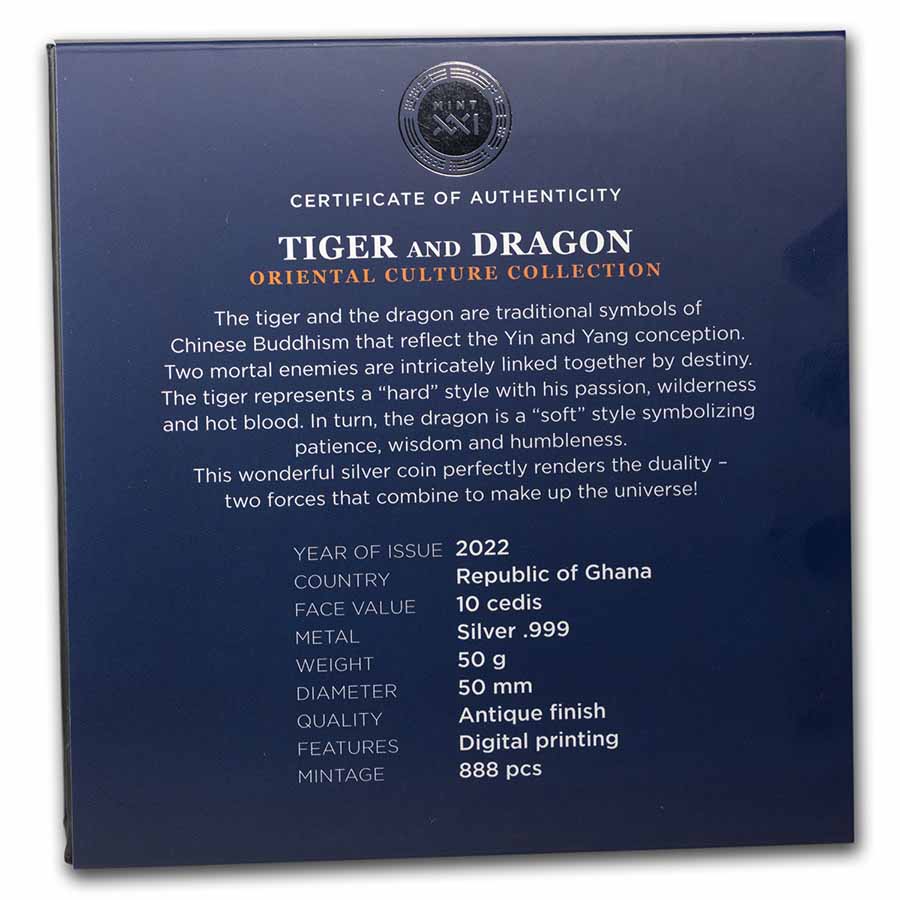 MINT
XXI
CERTIFICATE OF AUTHENTICITY
TIGER AND DRAGON
ORIENTAL CULTURE COLLECTION
The tiger and the dragon are traditional symbols of
Chinese Buddhism that reflect the Yin and Yang conception.
Two mortal enemies are intricately linked together by destiny.
The tiger represents a “hard” style with his passion, wilderness
and hot blood. In turn, the dragon is a “soft” style symbolizing
patience, wisdom and humbleness.
This wonderful silver coin perfectly renders the duality –
two forces that combine to make up the universe!
YEAR OF ISSUE 2022
COUNTRY Republic of Ghana
FACE VALUE 10 cedis
METAL Silver .999
WEIGHT 50 g
DIAMETER 50 mm
QUALITY Antique finish
FEATURES Digital printing
MINTAGE 888 pcs